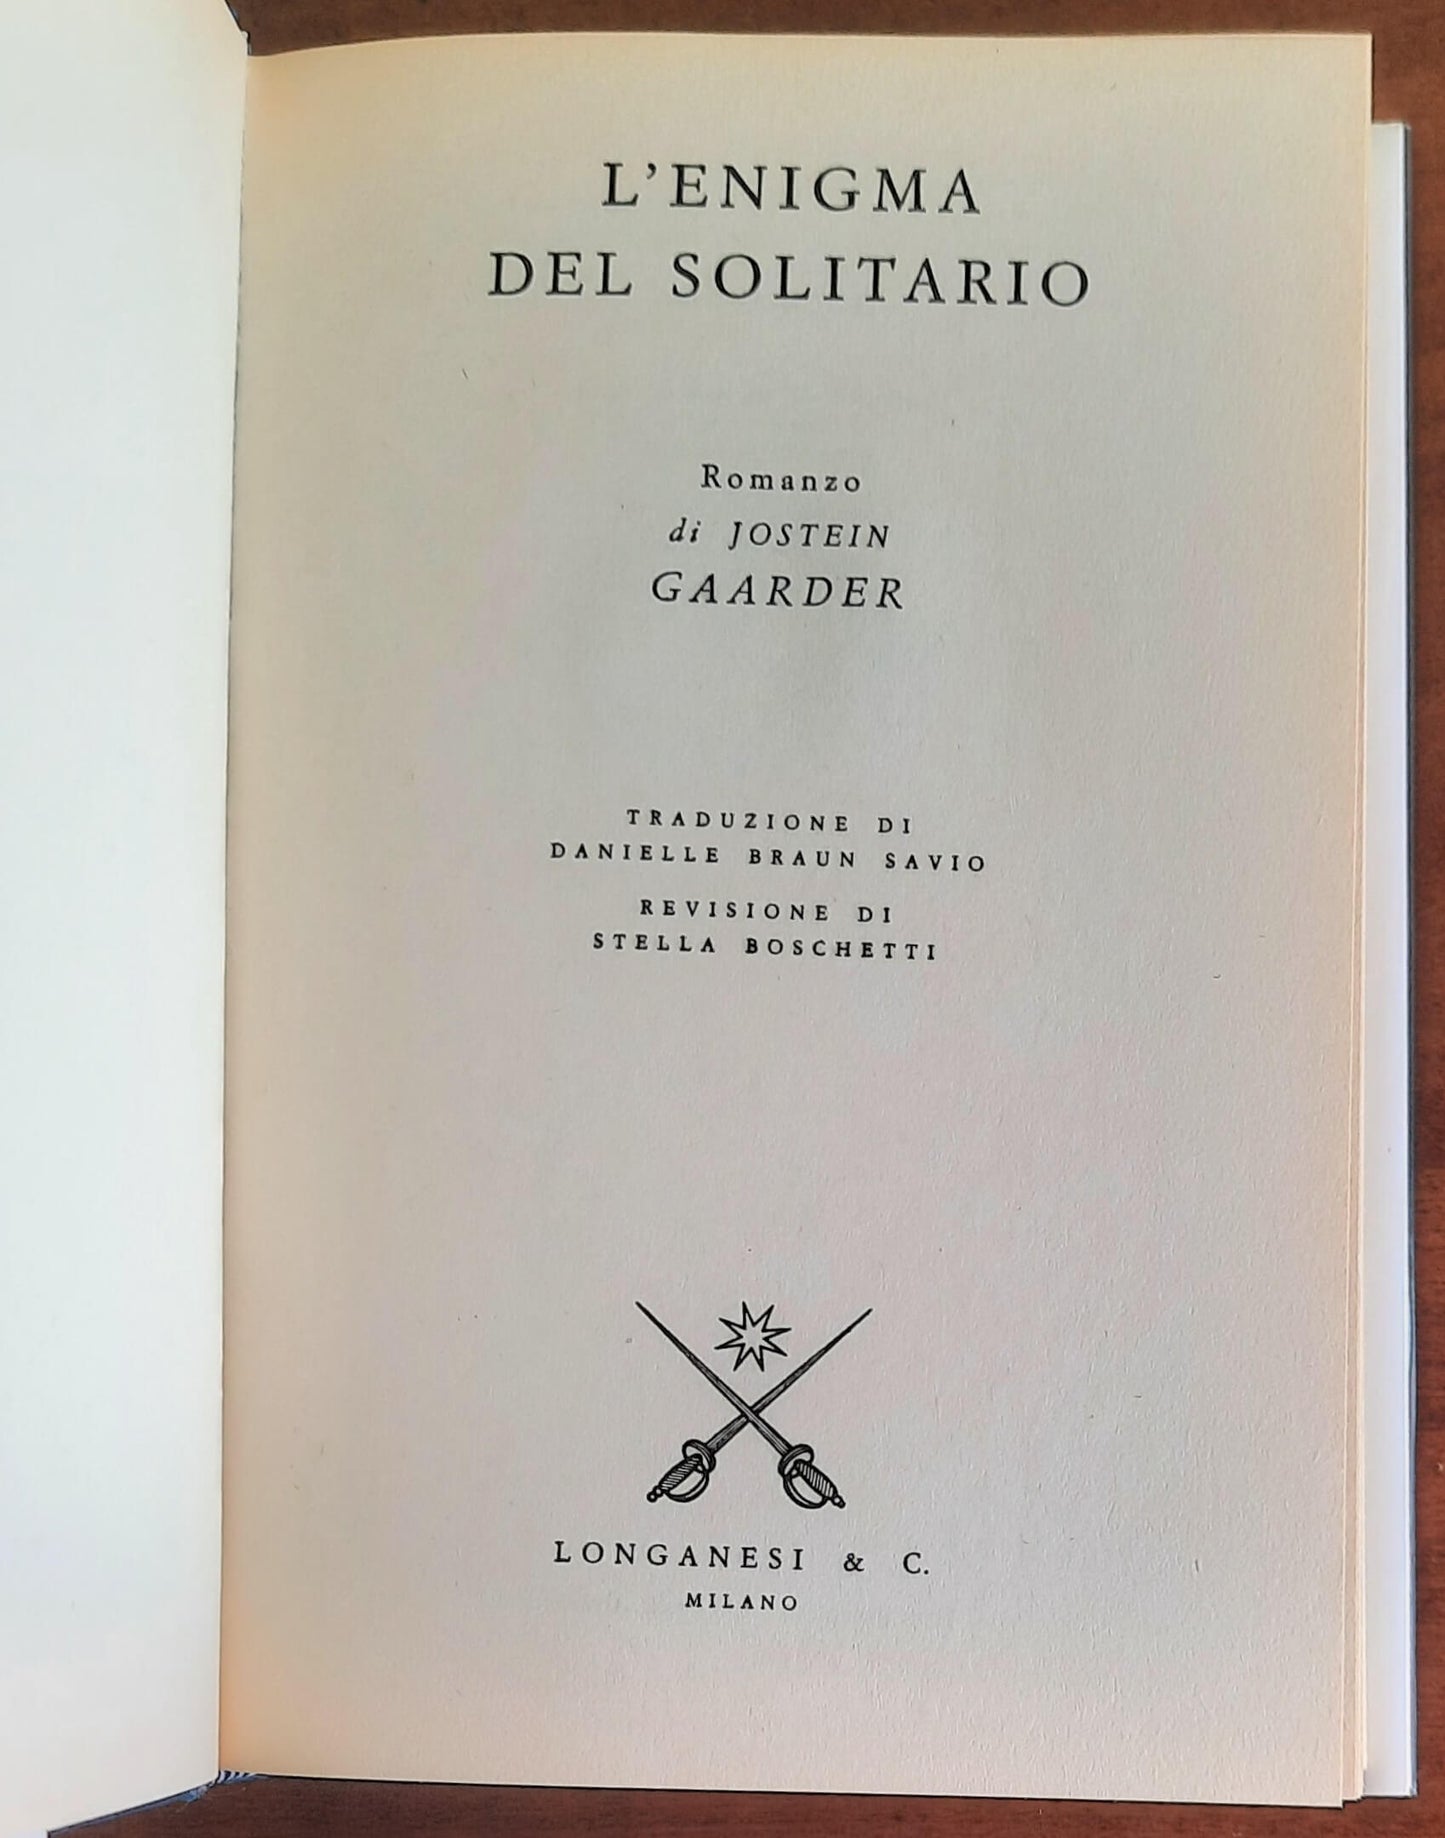 L’ENIGMA
DEL SOLITARIO
Romanzo
di JOSTEIN
GAARDER
TRADUZIONE DI
DANIELLE BRAUN SAVIO
REVISIONE DI
STELLA BOSCHETTI
LONGANESI & C.
MILANO